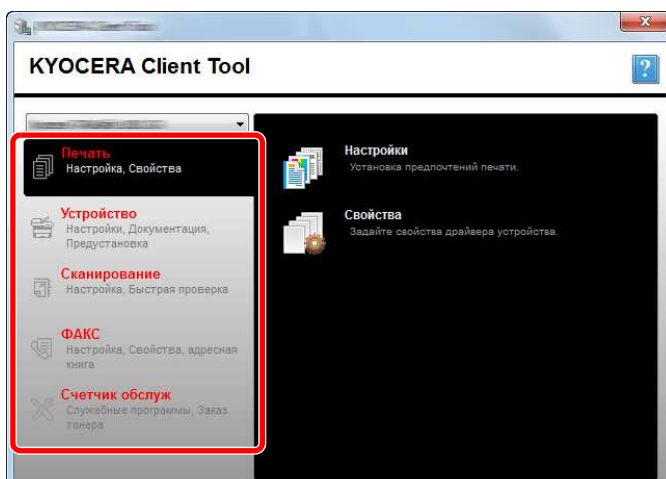 KYOCERA Client Tool
?
Печать
Настройка, Свойства
Устройство
Настройки, Документация,
Предустановка
Сканирование
Настройка, Быстрая проверка
ФАКС
Настройка, Свойства, адресная
книга
Счетчик обслуж
Служебные программы, Заказ
тонера
Настройки
Установка предпочтений печати.
Свойства
Задайте свойства драйвера устройства.